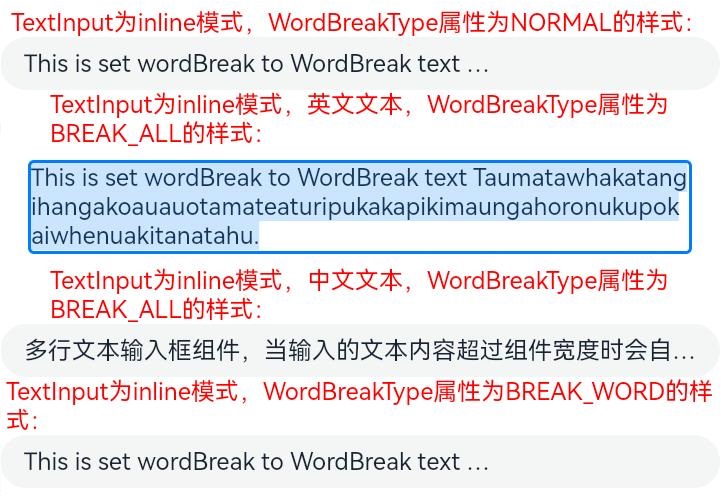 TextInput为inline模式，WordBreakType属性为NORMAL的样式：
This is set wordBreak to WordBreak text ...
TextInput为inline模式，英文文本，WordBreakType属性为
BREAK_ALL的样式：
This is set wordBreak to WordBreak text Taumatawhakatang
ihangakoauauotamateaturipukakapikimaungahoronukupok
aiwhenuakitanatahu.
TextInput为inline模式，中文文本，WordBreakType属性为
BREAK_ALL的样式：
多行文本输入框组件，当输入的文本内容超过组件宽度时会自...
TextInput为inline模式，WordBreakType属性为BREAK_WORD的样
式：
This is set wordBreak to WordBreak text ...